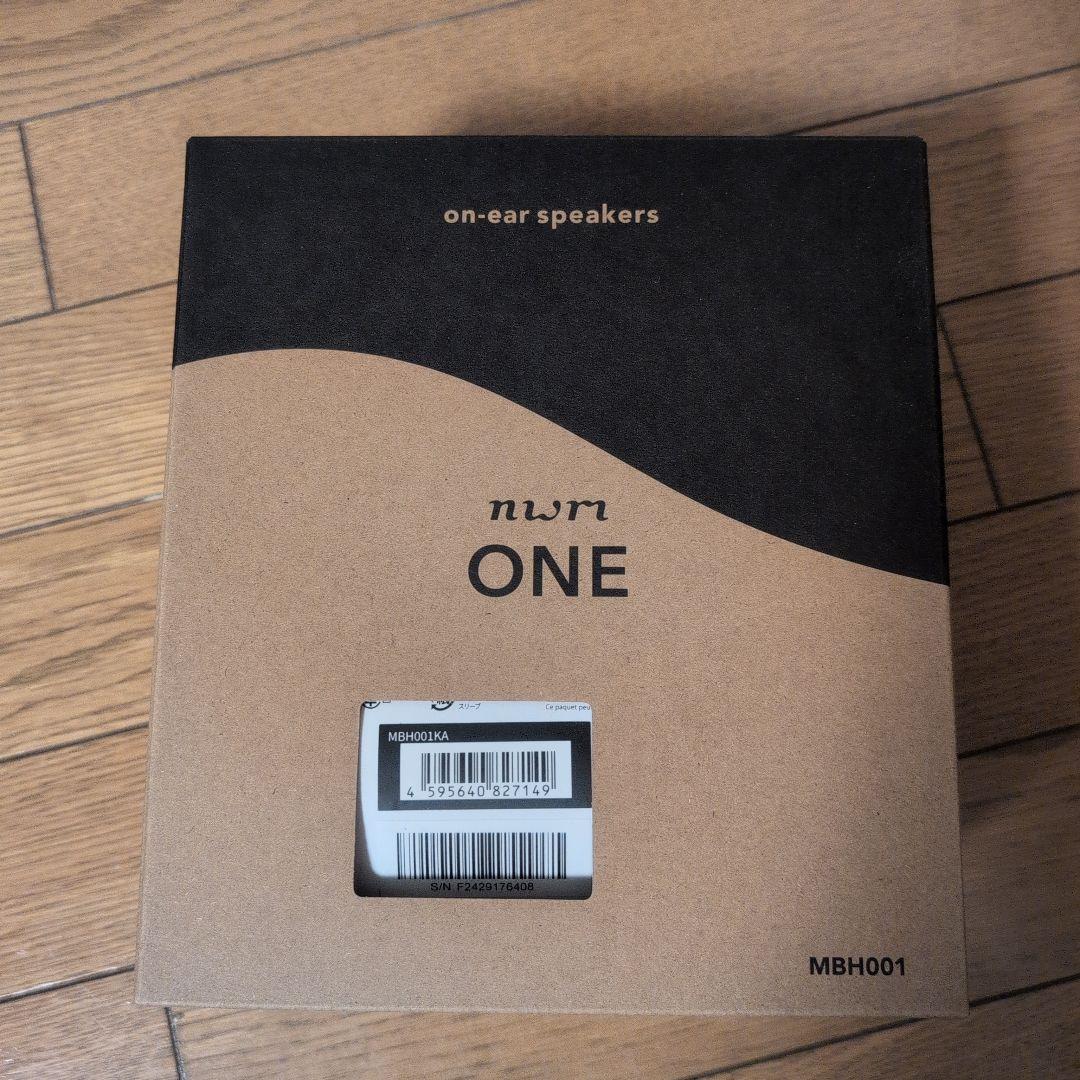 on-ear speakers
nwm
ONE
スリーブ
Ce paquet peu
MBH001KA
4 595640 827149
S/N F2429176408
MBH001